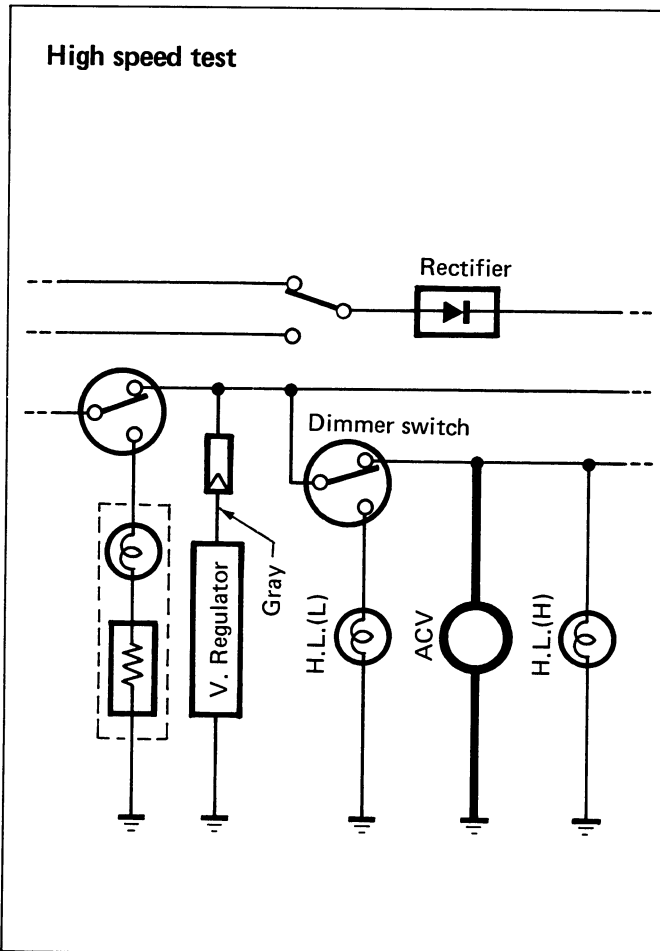 High speed test
Rectifier
Dimmer switch
V. Regulator
Gray
H.L.(L)
ACV
H.L.(H)